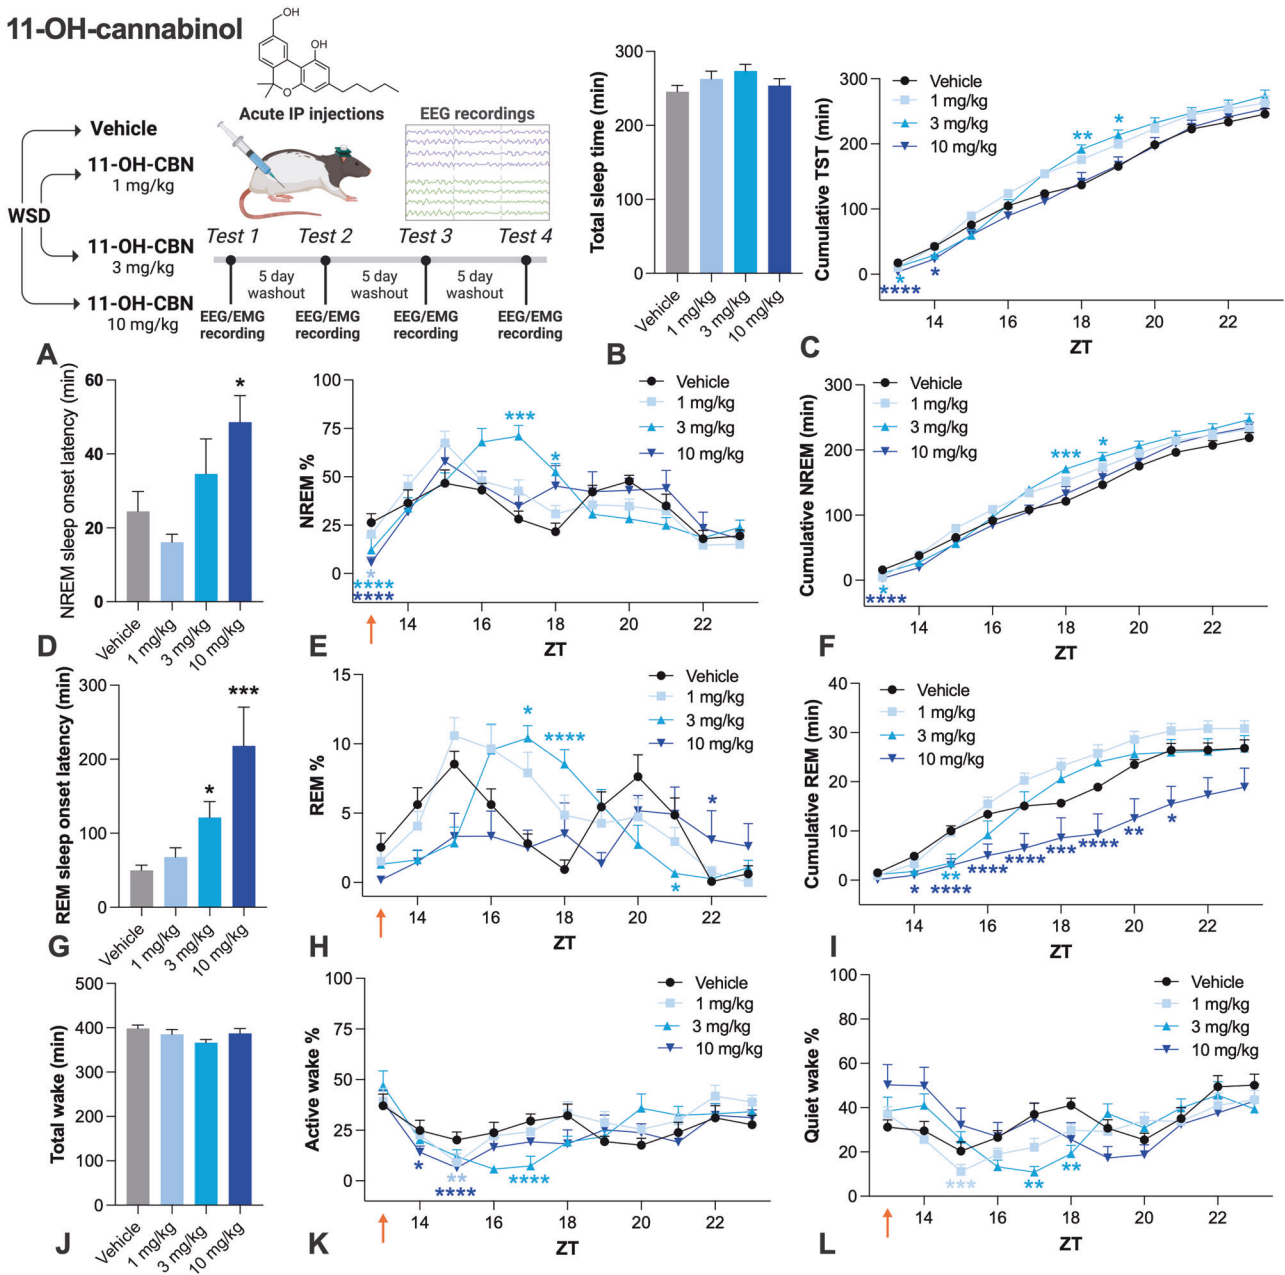 11-OH-cannabinol
CH₂OH
OH
O
Acute IP injections
EEG recordings
Vehicle
11-OH-CBN
1 mg/kg
WSD
11-OH-CBN
3 mg/kg
11-OH-CBN
10 mg/kg
Test 1 Test 2 Test 3 Test 4
5 day washout
5 day washout
5 day washout
EEG/EMG recording
EEG/EMG recording
EEG/EMG recording
EEG/EMG recording
A
Total sleep time (min)
300
200
100
0
Vehicle
1 mg/kg
3 mg/kg
10 mg/kg
B
Cumulative TST (min)
300
200
100
0
Vehicle
1 mg/kg
3 mg/kg
10 mg/kg
**
*
*
****
*
14 16 18 20 22
ZT
C
NREM sleep onset latency (min)
60
40
20
0
*
Vehicle
1 mg/kg
3 mg/kg
10 mg/kg
D
NREM %
100
75
50
25
0
Vehicle
1 mg/kg
3 mg/kg
10 mg/kg
***
*
*
****
****
14 16 18 20 22
ZT
E
Cumulative NREM (min)
300
200
100
0
Vehicle
1 mg/kg
3 mg/kg
10 mg/kg
***
*
*
****
14 16 18 20 22
ZT
F
REM sleep onset latency (min)
300
200
100
0
*
***
Vehicle
1 mg/kg
3 mg/kg
10 mg/kg
G
REM %
15
10
5
0
Vehicle
1 mg/kg
3 mg/kg
10 mg/kg
*
****
*
*
14 16 18 20 22
ZT
H
Cumulative REM (min)
40
30
20
10
0
Vehicle
1 mg/kg
3 mg/kg
10 mg/kg
*
**
****
****
****
***
****
**
*
14 16 18 20 22
ZT
I
Total wake (min)
500
400
300
200
100
0
Vehicle
1 mg/kg
3 mg/kg
10 mg/kg
J
Active wake %
100
75
50
25
0
Vehicle
1 mg/kg
3 mg/kg
10 mg/kg
*
**
****
****
14 16 18 20 22
ZT
K
Quiet wake %
100
80
60
40
20
0
Vehicle
1 mg/kg
3 mg/kg
10 mg/kg
***
**
**
14 16 18 20 22
ZT
L